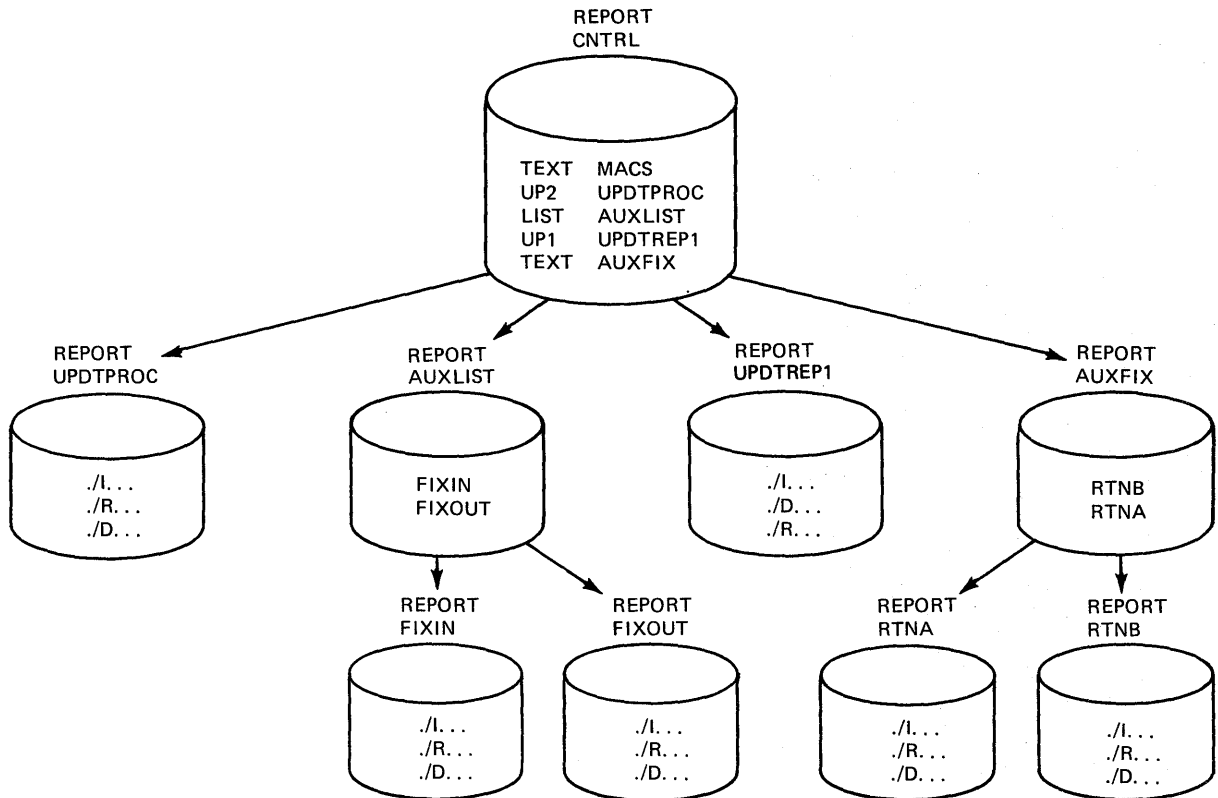 REPORT
CNTRL
TEXT MACS
UP2 UPDTPROC
LIST AUXLIST
UP1 UPDTREP1
TEXT AUXFIX
REPORT
UPDTPROC
./I. . .
./R. . .
./D. . .
REPORT
AUXLIST
FIXIN
FIXOUT
REPORT
UPDTREP1
./I. . .
./D. . .
./R. . .
REPORT
AUXFIX
RTNB
RTNA
REPORT
FIXIN
./I. . .
./R. . .
./D. . .
REPORT
FIXOUT
./I. . .
./R. . .
./D. . .
REPORT
RTNA
./I. . .
./R. . .
./D. . .
REPORT
RTNB
./I. . .
./R. . .
./D. . .